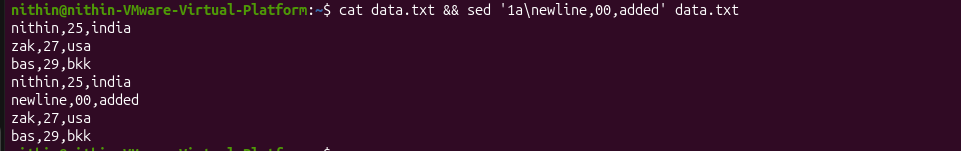 nithin@nithin-VMware-Virtual-Platform:~$ cat data.txt && sed '1a\newline,00,added' data.txt
nithin,25,india
zak,27,usa
bas,29,bkk
nithin,25,india
newline,00,added
zak,27,usa
bas,29,bkk